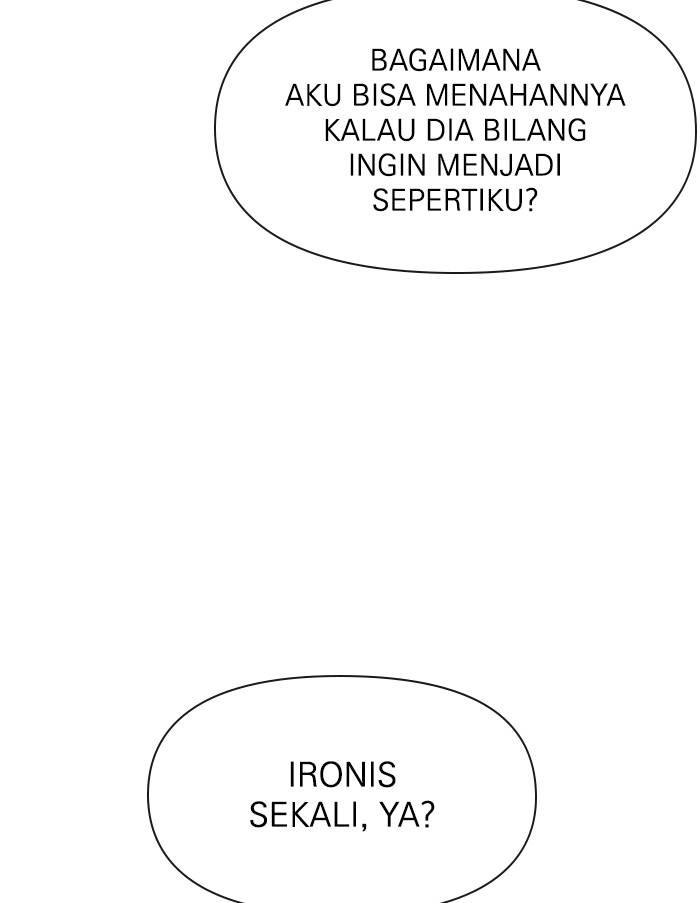 BAGAIMANA
AKU BISA MENAHANNYA
KALAU DIA BILANG
INGIN MENJADI
SEPERTIKU?
IRONIS
SEKALI, YA?